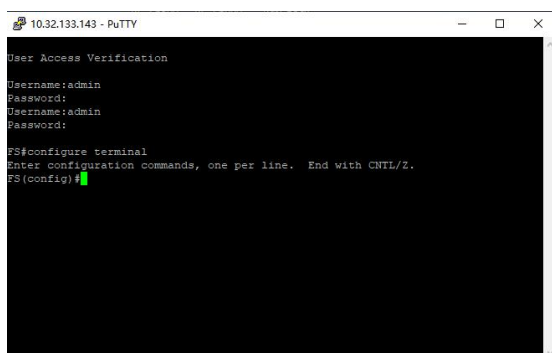 10.32.133.143 - PuTTY
User Access Verification
Username:admin
Password:
Username:admin
Password:
FS#configure terminal
Enter configuration commands, one per line.  End with CNTL/Z.
FS(config)#